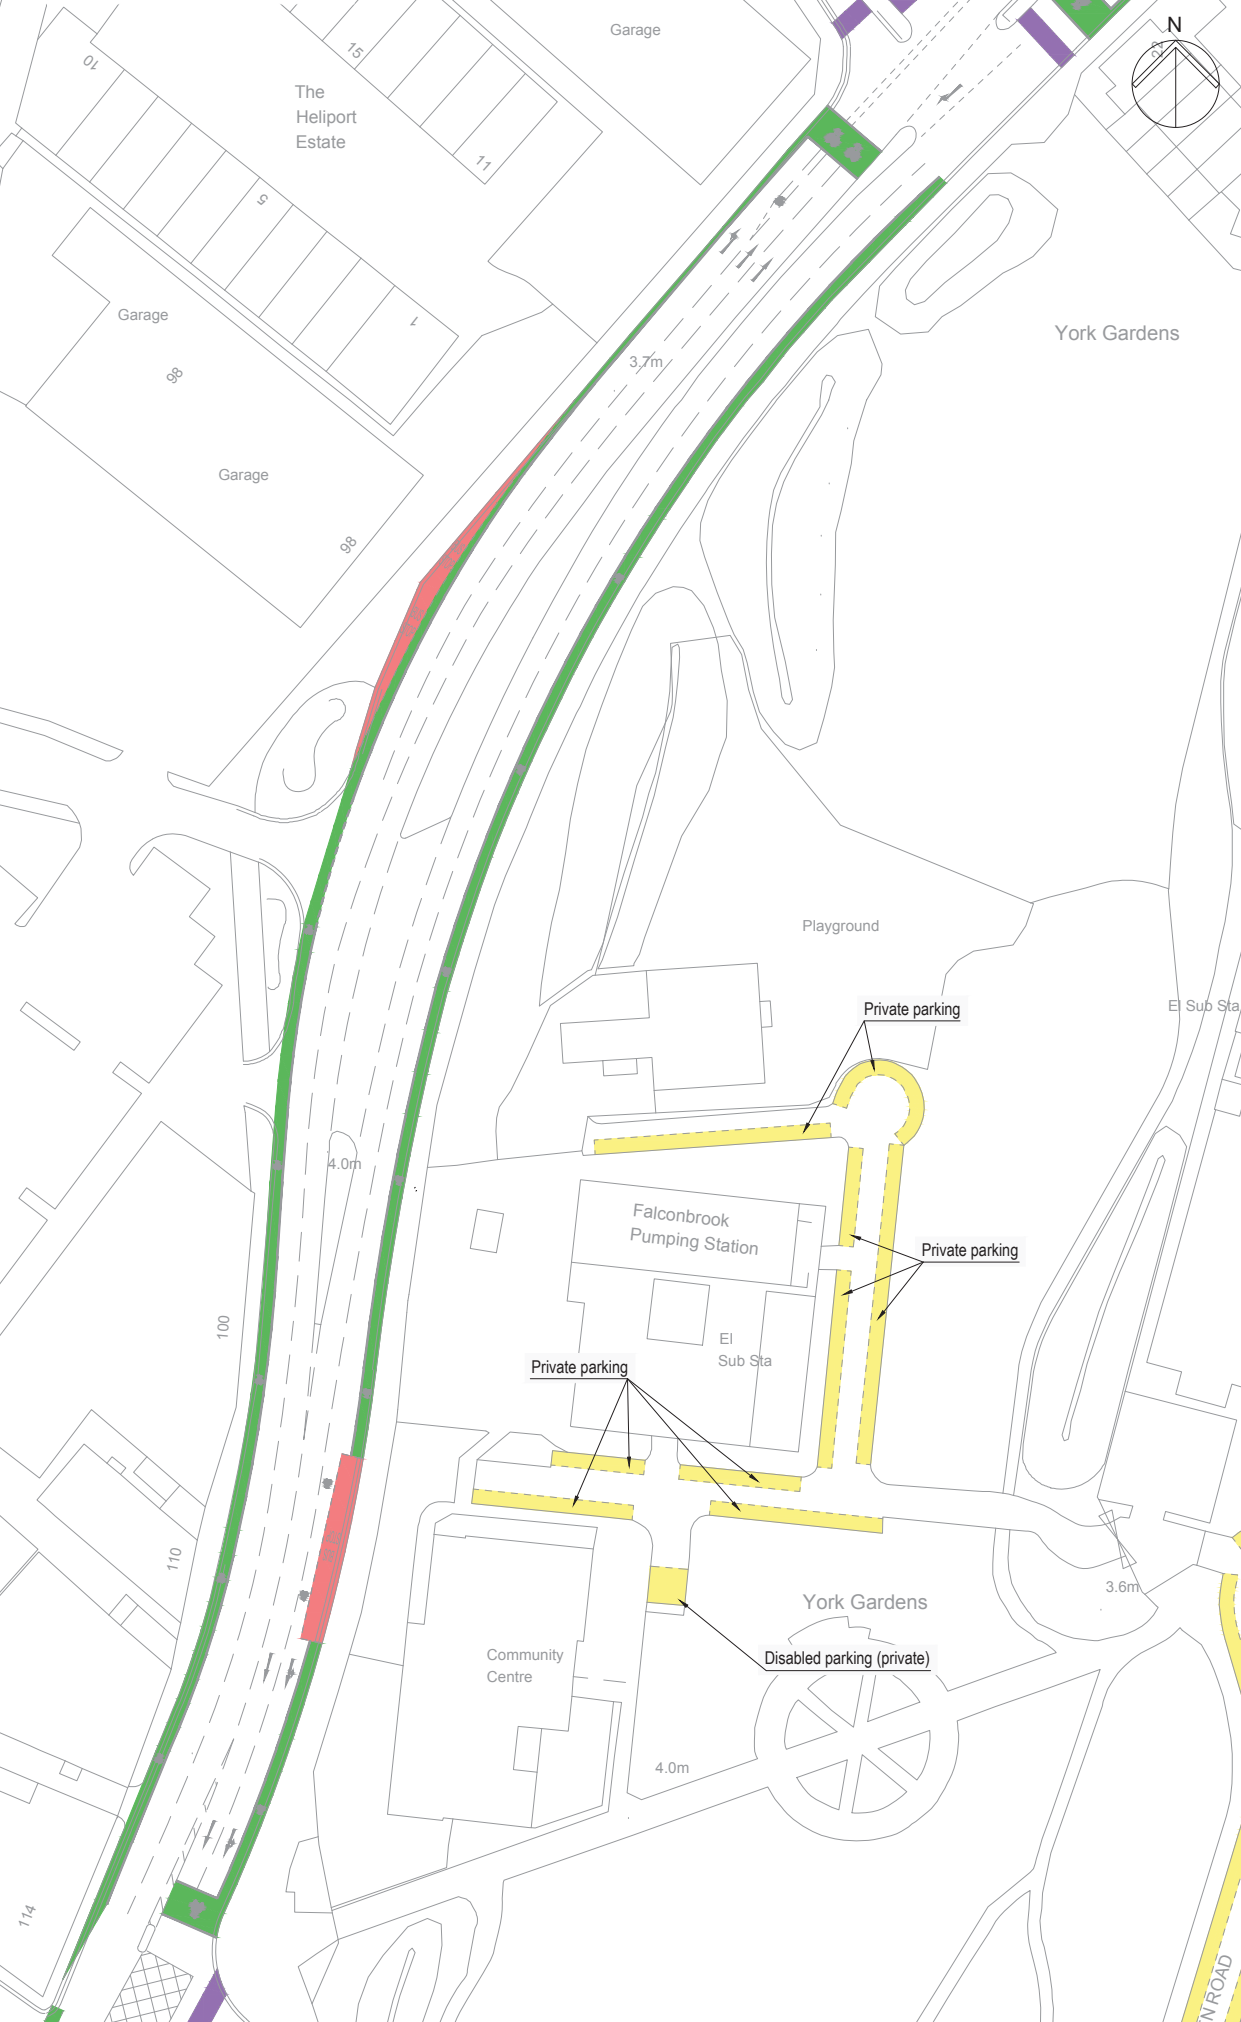 N
22
Garage
15
10
The
Heliport
Estate
11
5
1
Garage
98
3.7m
York Gardens
Garage
98
Playground
Private parking
El Sub Sta
4.0m
Falconbrook
Pumping Station
Private parking
100
El
Sub Sta
Private parking
110
3.6m
York Gardens
Community
Centre
Disabled parking (private)
4.0m
114
N ROAD